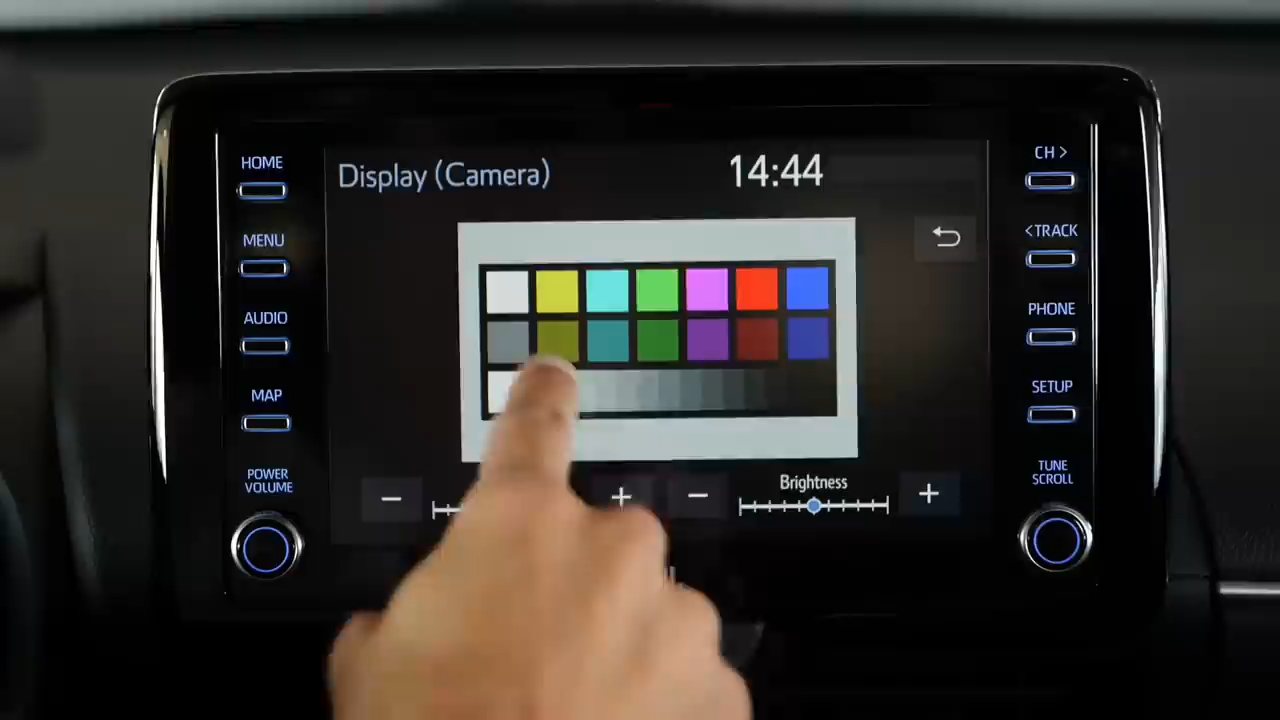 HOME
MENU
AUDIO
MAP
POWER
VOLUME
Display (Camera)
14:44
−
+
−
Brightness
+
CH >
<TRACK
PHONE
SETUP
TUNE
SCROLL